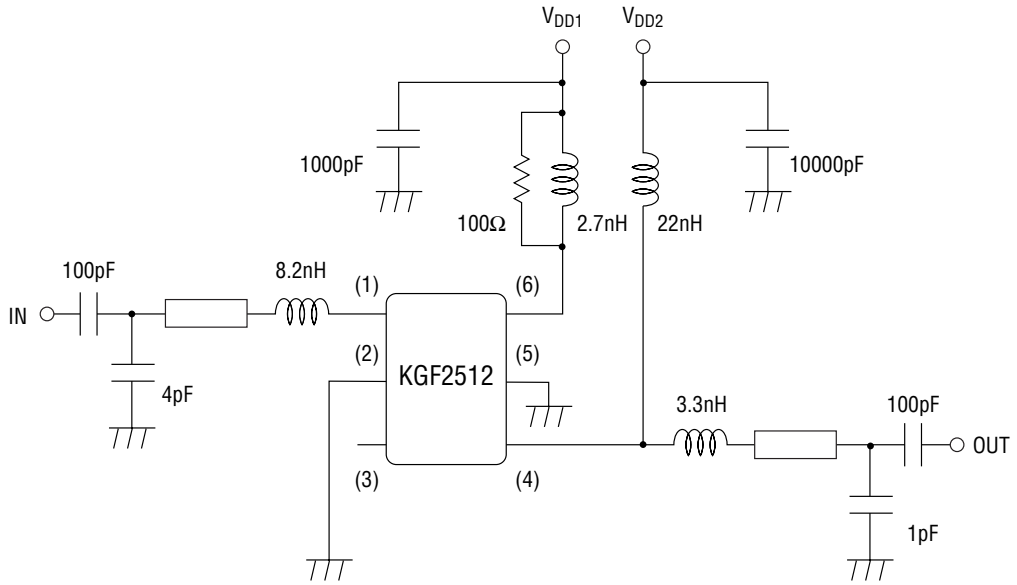 VDD1 VDD2
1000pF 10000pF
100Ω 2.7nH 22nH
100pF 8.2nH (1) (6)
IN
(2) (5)
KGF2512
4pF
3.3nH 100pF
OUT
(3) (4)
1pF